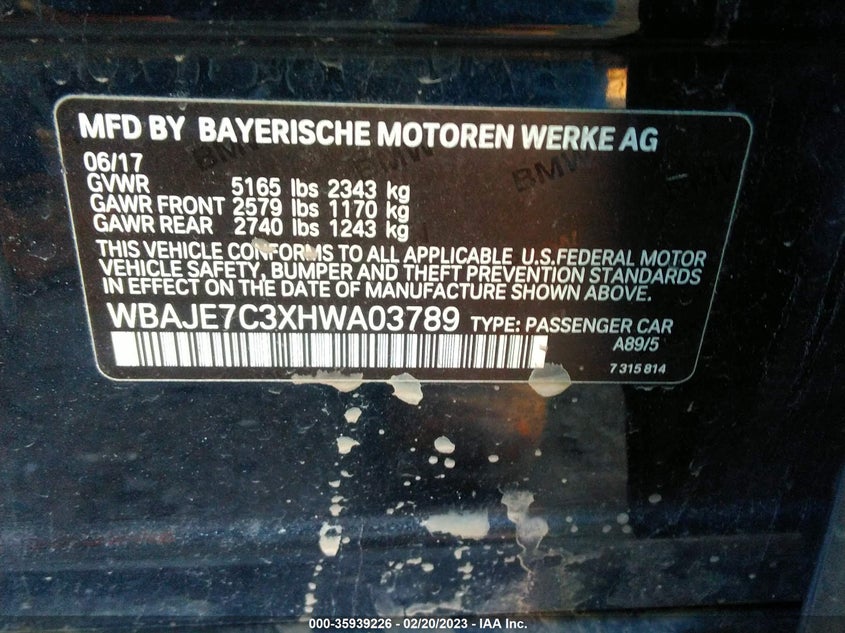 MFD BY BAYERISCHE MOTOREN WERKE AG
06/17
GVWR 5165 lbs 2343 kg
GAWR FRONT 2579 lbs 1170 kg
GAWR REAR 2740 lbs 1243 kg
THIS VEHICLE CONFORMS TO ALL APPLICABLE U.S.FEDERAL MOTOR
VEHICLE SAFETY, BUMPER AND THEFT PREVENTION STANDARDS
IN EFFECT ON THE DATE OF MANUFACTURE SHOWN ABOVE.
WBAJE7C3XHWA03789 TYPE: PASSENGER CAR
A89/5
7 315 814
BMW BMW BMW
000-35939226 - 02/20/2023 - IAA Inc.